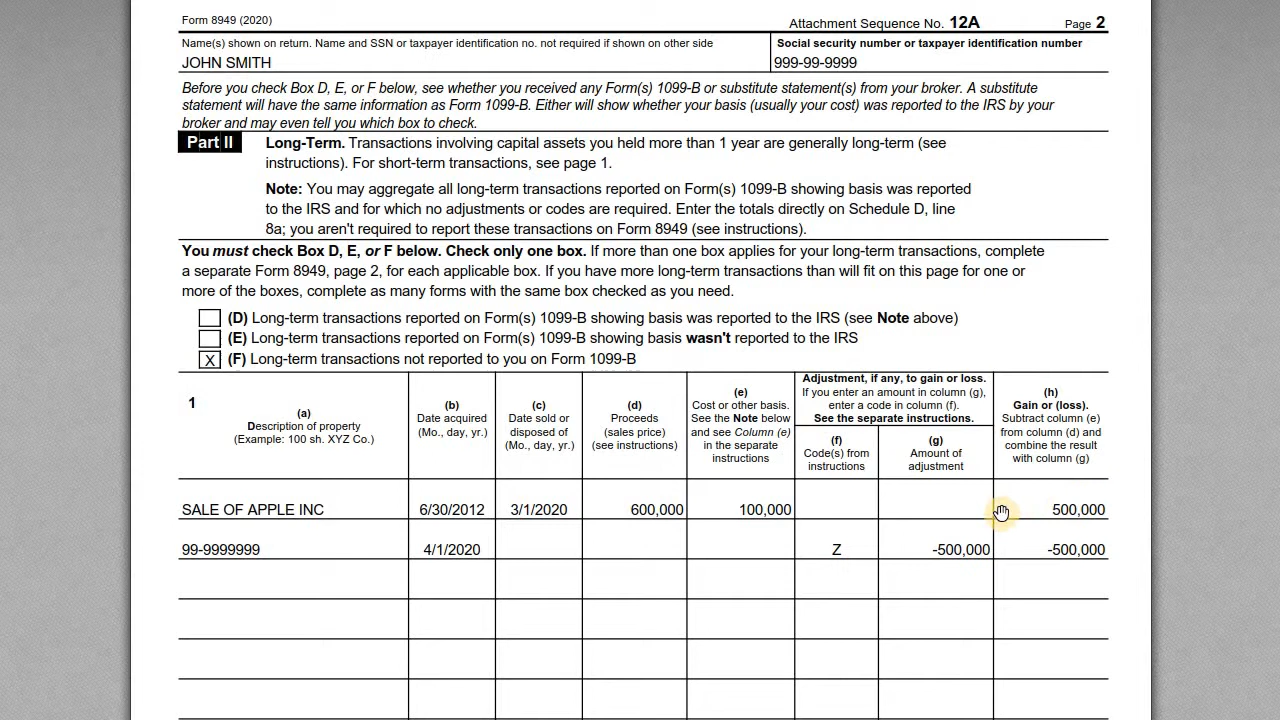 Form 8949 (2020)
Attachment Sequence No. 12A
Page 2
Name(s) shown on return. Name and SSN or taxpayer identification no. not required if shown on other side
Social security number or taxpayer identification number
JOHN SMITH
999-99-9999
Before you check Box D, E, or F below, see whether you received any Form(s) 1099-B or substitute statement(s) from your broker. A substitute
statement will have the same information as Form 1099-B. Either will show whether your basis (usually your cost) was reported to the IRS by your
broker and may even tell you which box to check.
Part II
Long-Term. Transactions involving capital assets you held more than 1 year are generally long-term (see
instructions). For short-term transactions, see page 1.
Note: You may aggregate all long-term transactions reported on Form(s) 1099-B showing basis was reported
to the IRS and for which no adjustments or codes are required. Enter the totals directly on Schedule D, line
8a; you aren't required to report these transactions on Form 8949 (see instructions).
You must check Box D, E, or F below. Check only one box. If more than one box applies for your long-term transactions, complete
a separate Form 8949, page 2, for each applicable box. If you have more long-term transactions than will fit on this page for one or
more of the boxes, complete as many forms with the same box checked as you need.
(D) Long-term transactions reported on Form(s) 1099-B showing basis was reported to the IRS (see Note above)
(E) Long-term transactions reported on Form(s) 1099-B showing basis wasn't reported to the IRS
X (F) Long-term transactions not reported to you on Form 1099-B
1
(a)
Description of property
(Example: 100 sh. XYZ Co.)
(b)
Date acquired
(Mo., day, yr.)
(c)
Date sold or
disposed of
(Mo., day, yr.)
(d)
Proceeds
(sales price)
(see instructions)
(e)
Cost or other basis.
See the Note below
and see Column (e)
in the separate
instructions
Adjustment, if any, to gain or loss.
If you enter an amount in column (g),
enter a code in column (f).
See the separate instructions.
(f)
Code(s) from
instructions
(g)
Amount of
adjustment
(h)
Gain or (loss).
Subtract column (e)
from column (d) and
combine the result
with column (g)
SALE OF APPLE INC 6/30/2012 3/1/2020 600,000 100,000 500,000
99-9999999 4/1/2020 Z -500,000 -500,000